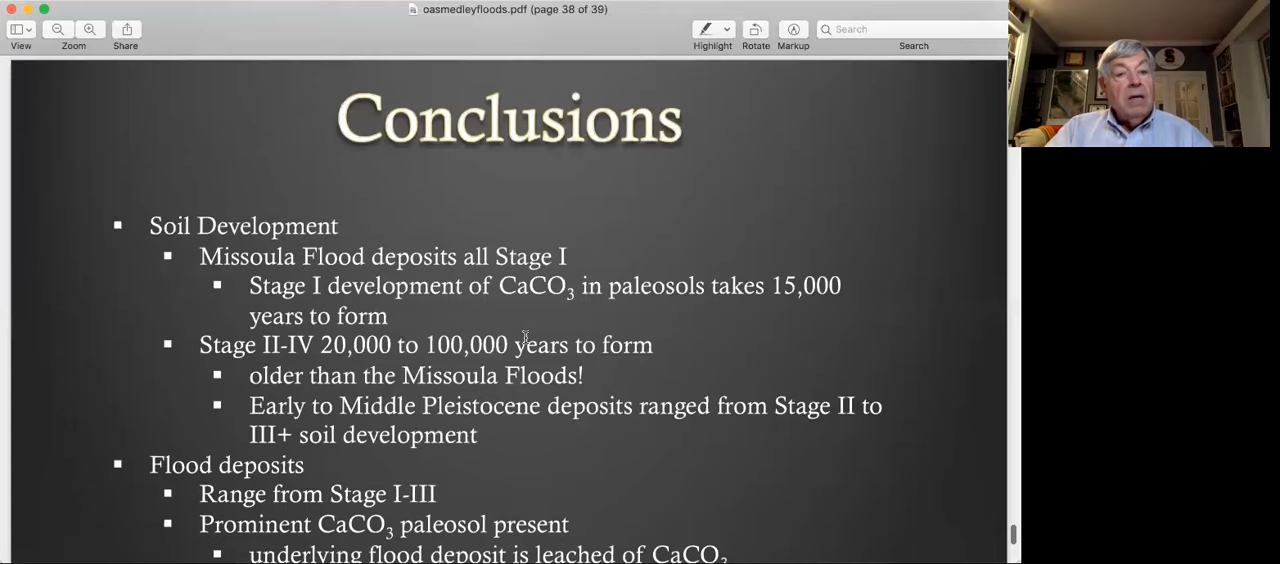 oasmedleyfloods.pdf (page 38 of 39)
Search
View
Zoom
Share
Highlight
Rotate
Markup
Search
Conclusions
▪ Soil Development
▪ Missoula Flood deposits all Stage I
▪ Stage I development of CaCO₃ in paleosols takes 15,000
years to form
▪ Stage II-IV 20,000 to 100,000 years to form
▪ older than the Missoula Floods!
▪ Early to Middle Pleistocene deposits ranged from Stage II to
III+ soil development
▪ Flood deposits
▪ Range from Stage I-III
▪ Prominent CaCO₃ paleosol present
▪ underlying flood deposit is leached of CaCO₃